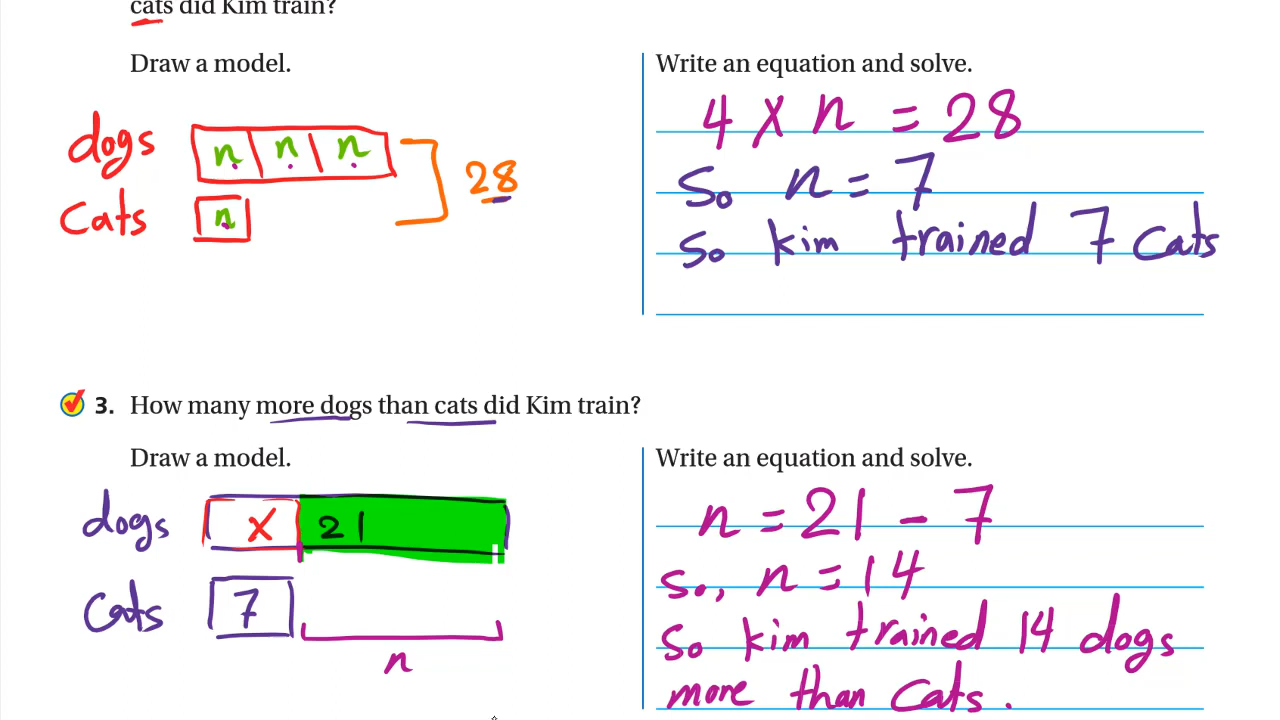 cats did Kim train?
Draw a model.
dogs n n n
cats n
28
Write an equation and solve.
4 x n = 28
So n = 7
So kim trained 7 cats
3. How many more dogs than cats did Kim train?
Draw a model.
dogs x 21
Cats 7
n
Write an equation and solve.
n = 21 - 7
so, n = 14
So kim trained 14 dogs
more than Cats.